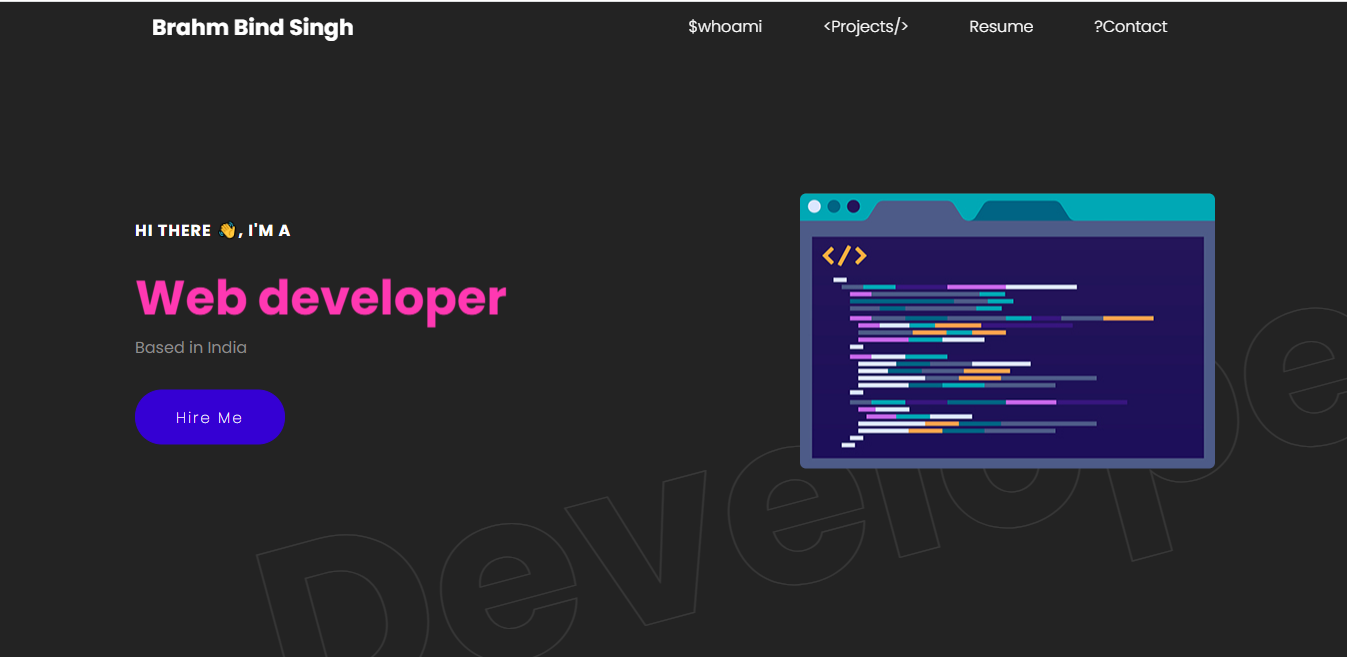 Brahm Bind Singh
$whoami <Projects/> Resume ?Contact
HI THERE 👋, I'M A
Web developer
Based in India
Hire Me
</>
Develope